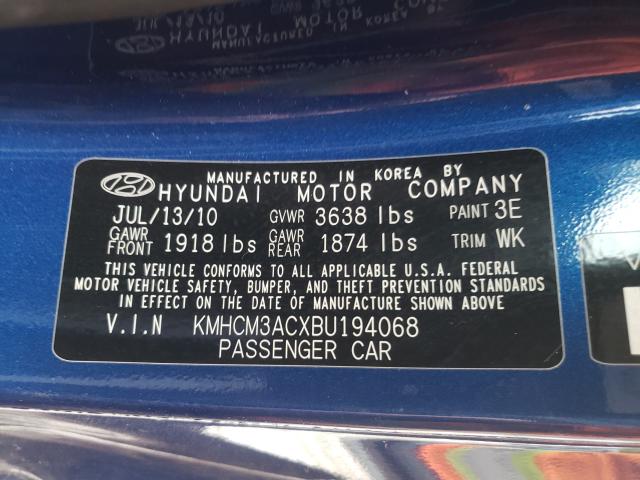 MANUFACTURED IN KOREA BY
HYUNDAI MOTOR COMPANY
JUL/13/10 GVWR 3638 lbs PAINT 3E
GAWR FRONT 1918 lbs GAWR REAR 1874 lbs TRIM WK
THIS VEHICLE CONFORMS TO ALL APPLICABLE U.S.A. FEDERAL
MOTOR VEHICLE SAFETY, BUMPER, AND THEFT PREVENTION STANDARDS
IN EFFECT ON THE DATE OF MANUFACTURE SHOWN ABOVE.
V.I.N KMHCM3ACXBU194068
PASSENGER CAR